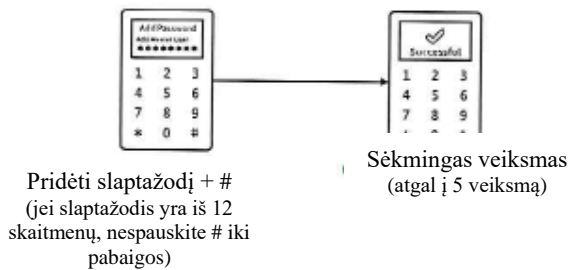 Add Password
Add Normal User
********
1 2 3
4 5 6
7 8 9
* 0 #
Successful
1 2 3
4 5 6
7 8 9
Pridėti slaptažodį + #
(jei slaptažodis yra iš 12
skaitmenų, nespauskite # iki
pabaigos)
Sėkmingas veiksmas
(atgal į 5 veiksmą)